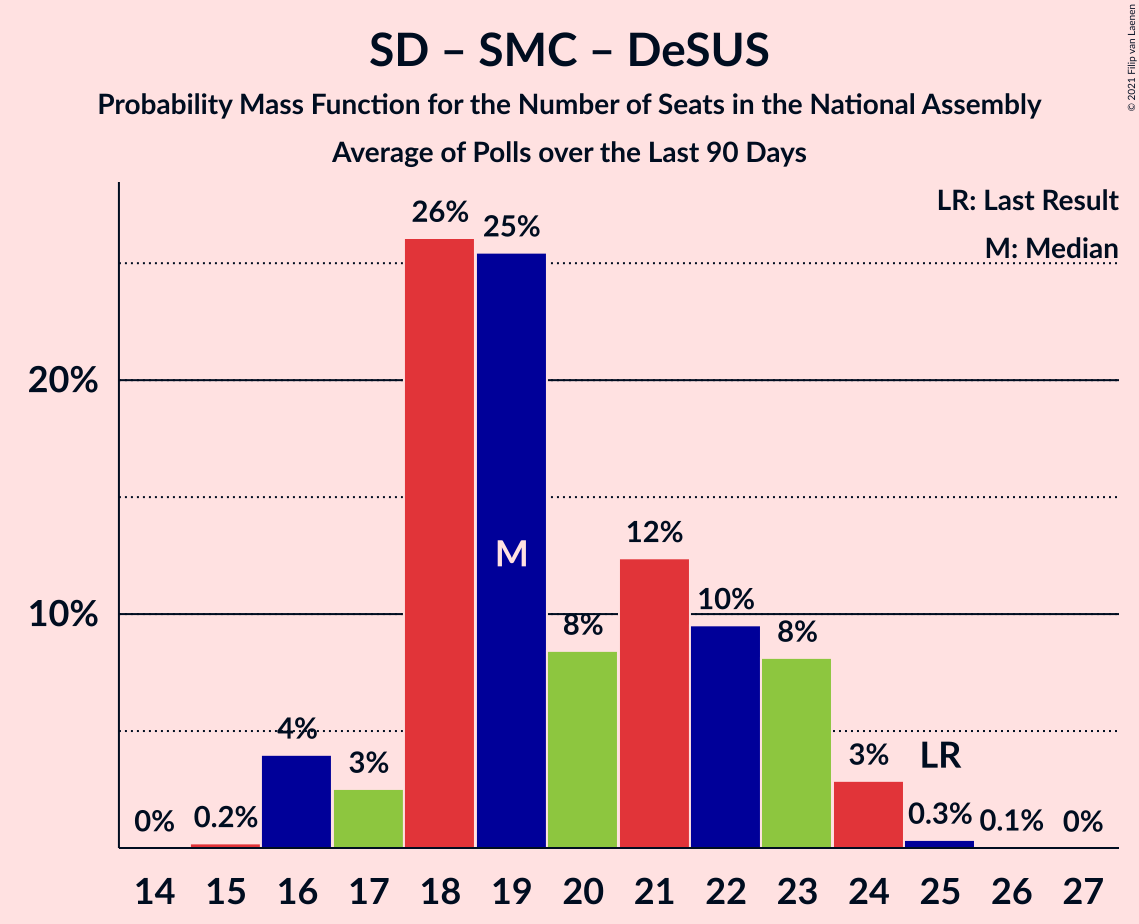 SD – SMC – DeSUS
Probability Mass Function for the Number of Seats in the National Assembly
Average of Polls over the Last 90 Days
© 2021 Filip van Laenen
LR: Last Result
M: Median
20%
10%
0%
0.2%
4%
3%
26%
25%
8%
12%
10%
8%
3%
0.3%
0.1%
0%
M
LR
14 15 16 17 18 19 20 21 22 23 24 25 26 27